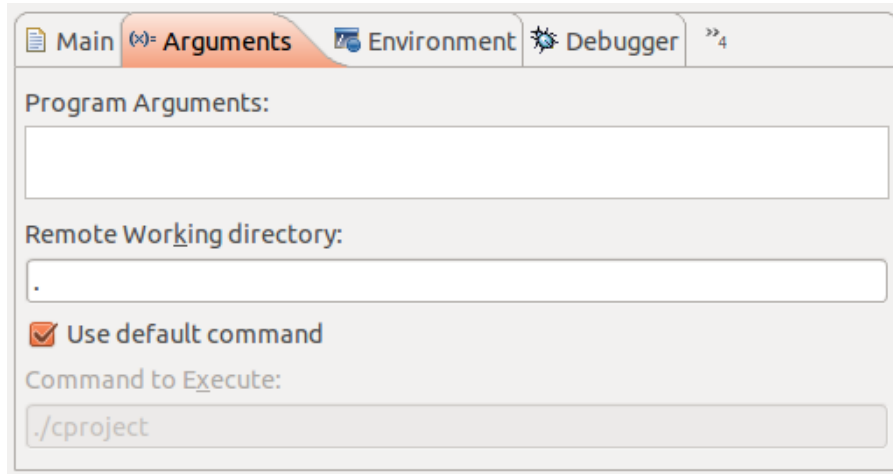 Main (x)= Arguments Environment Debugger »4
Program Arguments:
Remote Working directory:
.
Use default command
Command to Execute:
./cproject